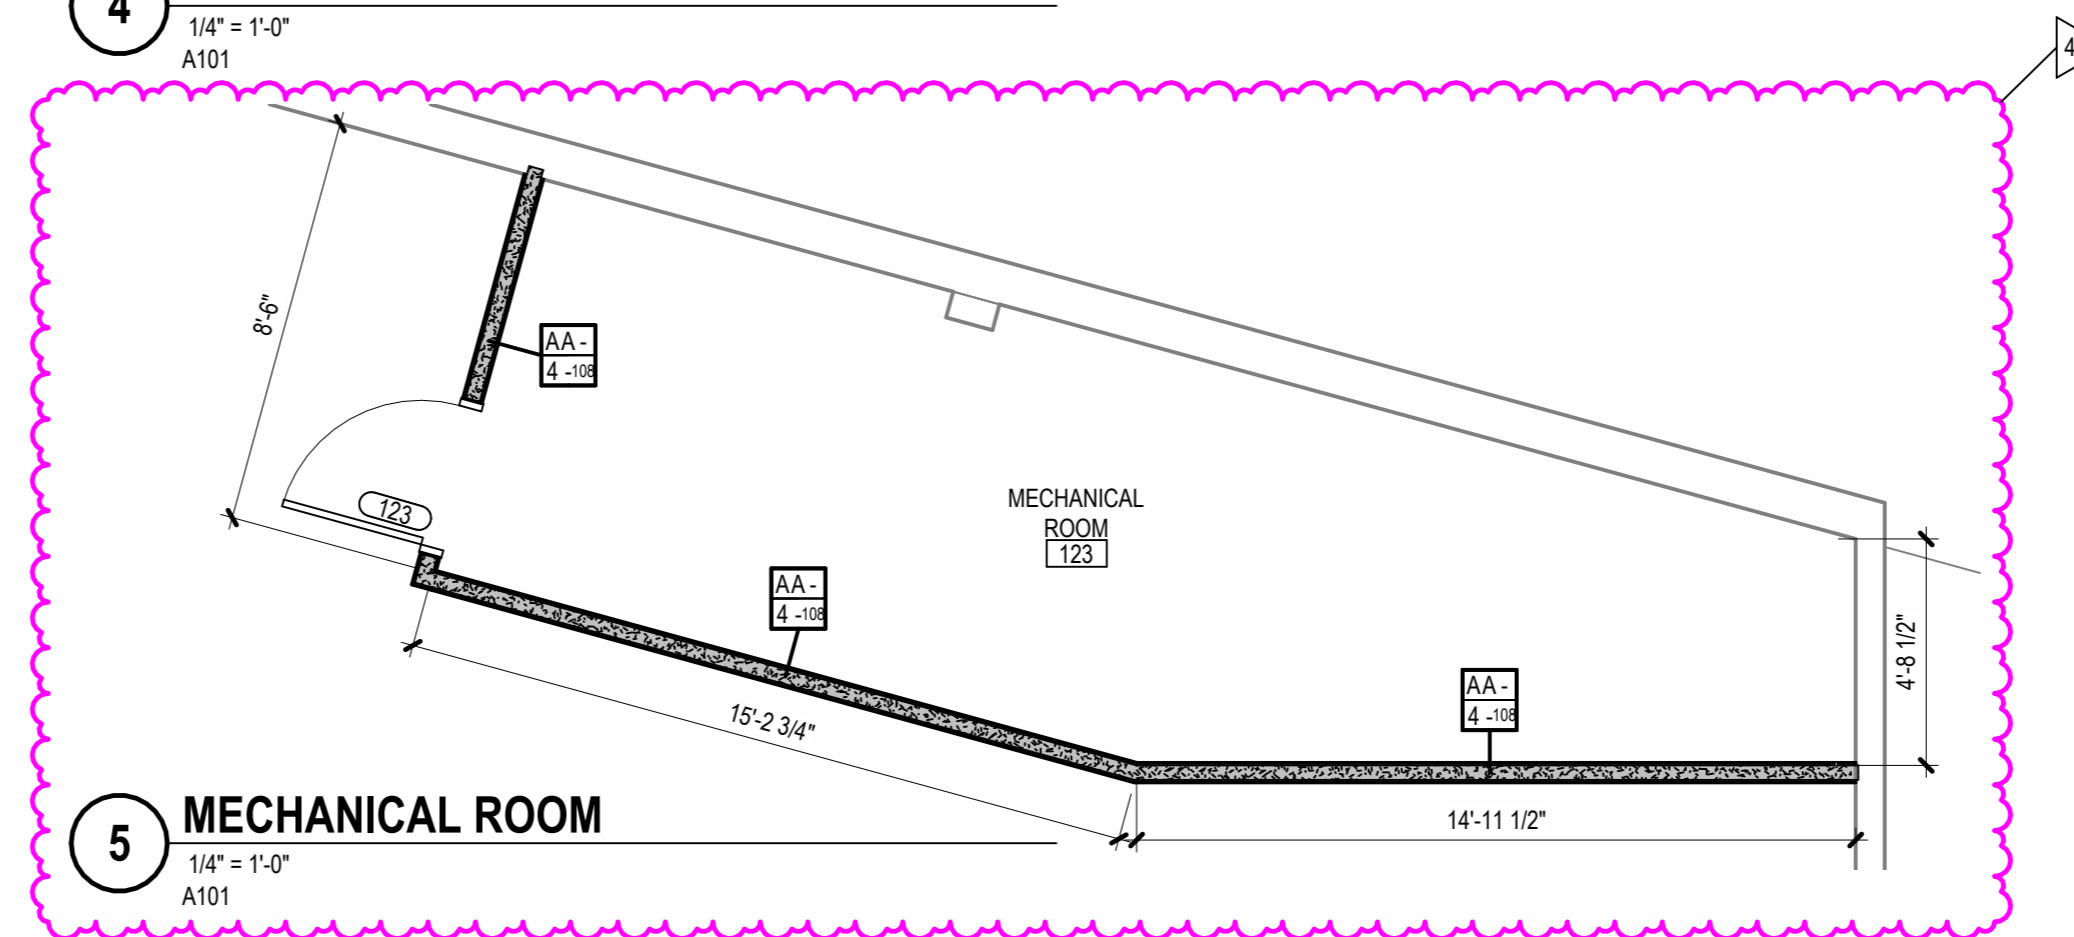 4
1/4" = 1'-0"
A101
4
8'-6"
AA -
4 -108
123
MECHANICAL
ROOM
123
AA -
4 -108
15'-2 3/4"
AA -
4 -108
4'-8 1/2"
14'-11 1/2"
5
MECHANICAL ROOM
1/4" = 1'-0"
A101